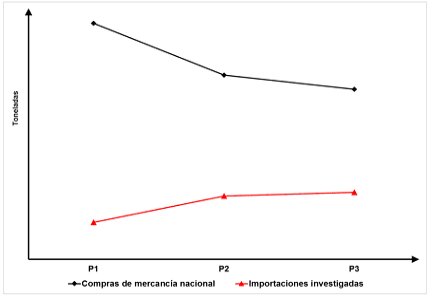 Toneladas
P1 P2 P3
Compras de mercancía nacional Importaciones investigadas